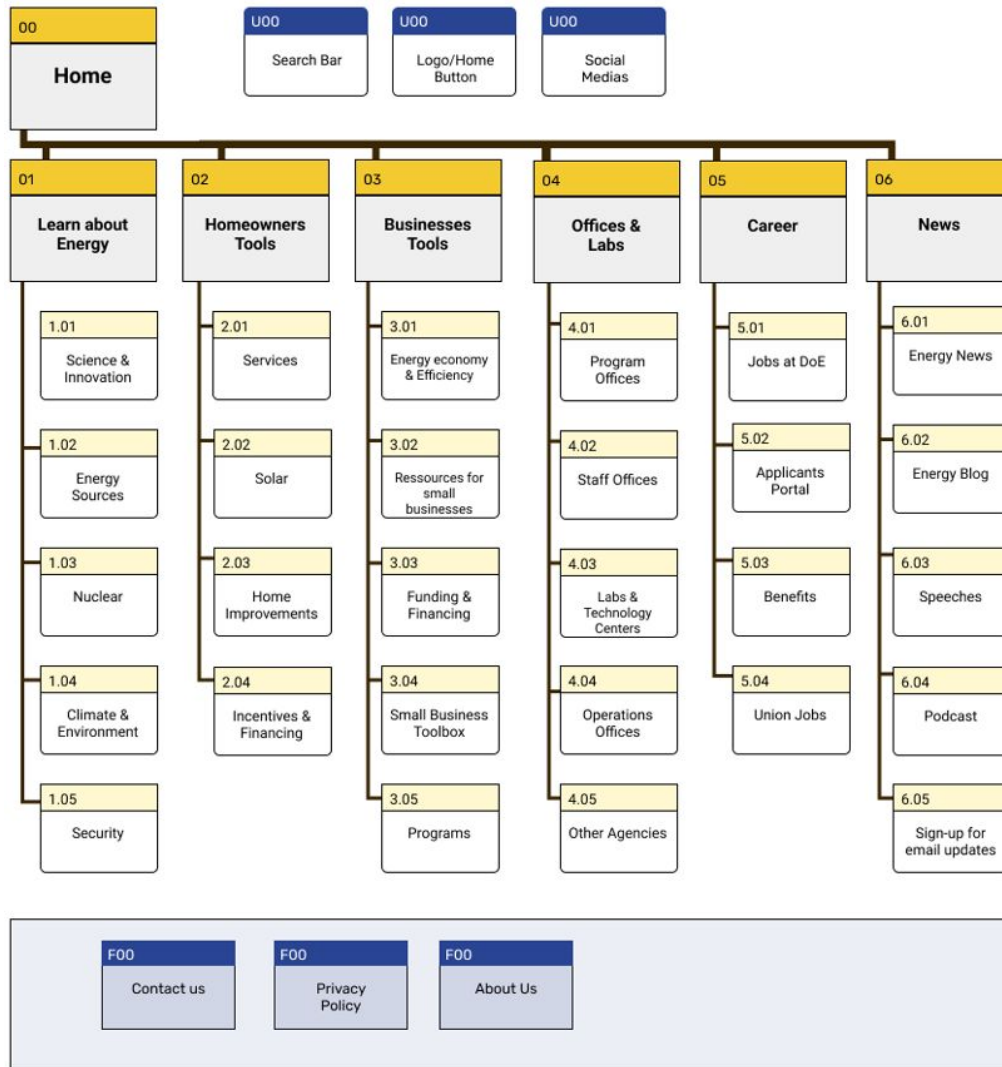 00
Home
U00
Search Bar
U00
Logo/Home
Button
U00
Social
Medias
01
Learn about
Energy
02
Homeowners
Tools
03
Businesses
Tools
04
Offices &
Labs
05
Career
06
News
1.01
Science &
Innovation
1.02
Energy
Sources
1.03
Nuclear
1.04
Climate &
Environment
1.05
Security
2.01
Services
2.02
Solar
2.03
Home
Improvements
2.04
Incentives &
Financing
3.01
Energy economy
& Efficiency
3.02
Ressources for
small
businesses
3.03
Funding &
Financing
3.04
Small Business
Toolbox
3.05
Programs
4.01
Program
Offices
4.02
Staff Offices
4.03
Labs &
Technology
Centers
4.04
Operations
Offices
4.05
Other Agencies
5.01
Jobs at DoE
5.02
Applicants
Portal
5.03
Benefits
5.04
Union Jobs
6.01
Energy News
6.02
Energy Blog
6.03
Speeches
6.04
Podcast
6.05
Sign-up for
email updates
F00
Contact us
F00
Privacy
Policy
F00
About Us